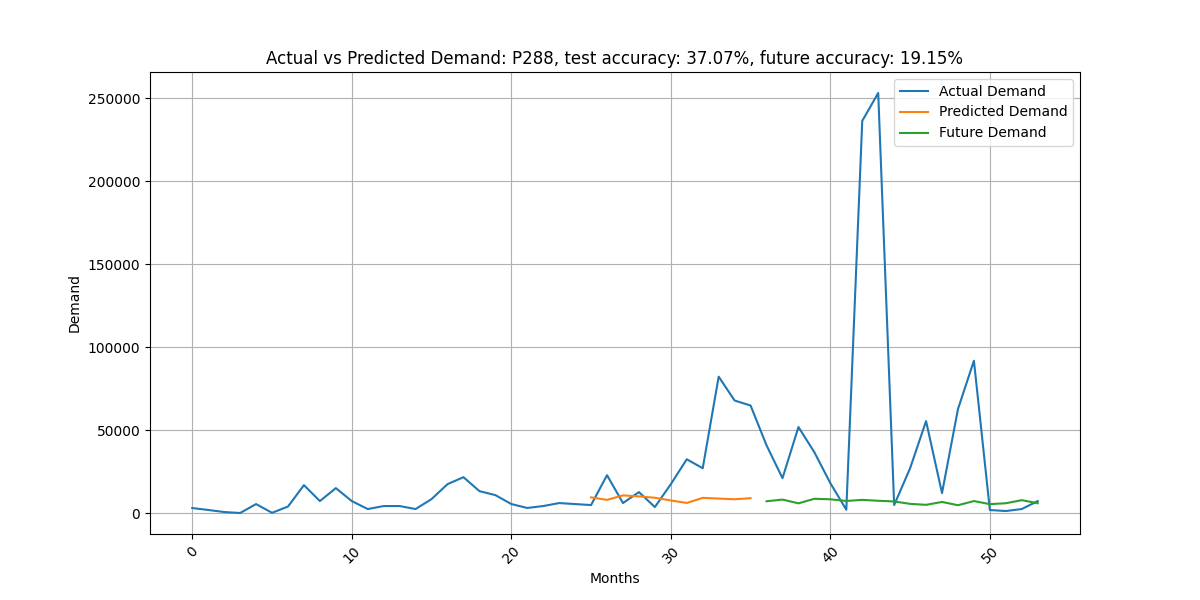 Actual vs Predicted Demand: P288, test accuracy: 37.07%, future accuracy: 19.15%
Actual Demand
Predicted Demand
Future Demand
250000
200000
150000
100000
50000
0
Demand
0
10
20
30
40
50
Months